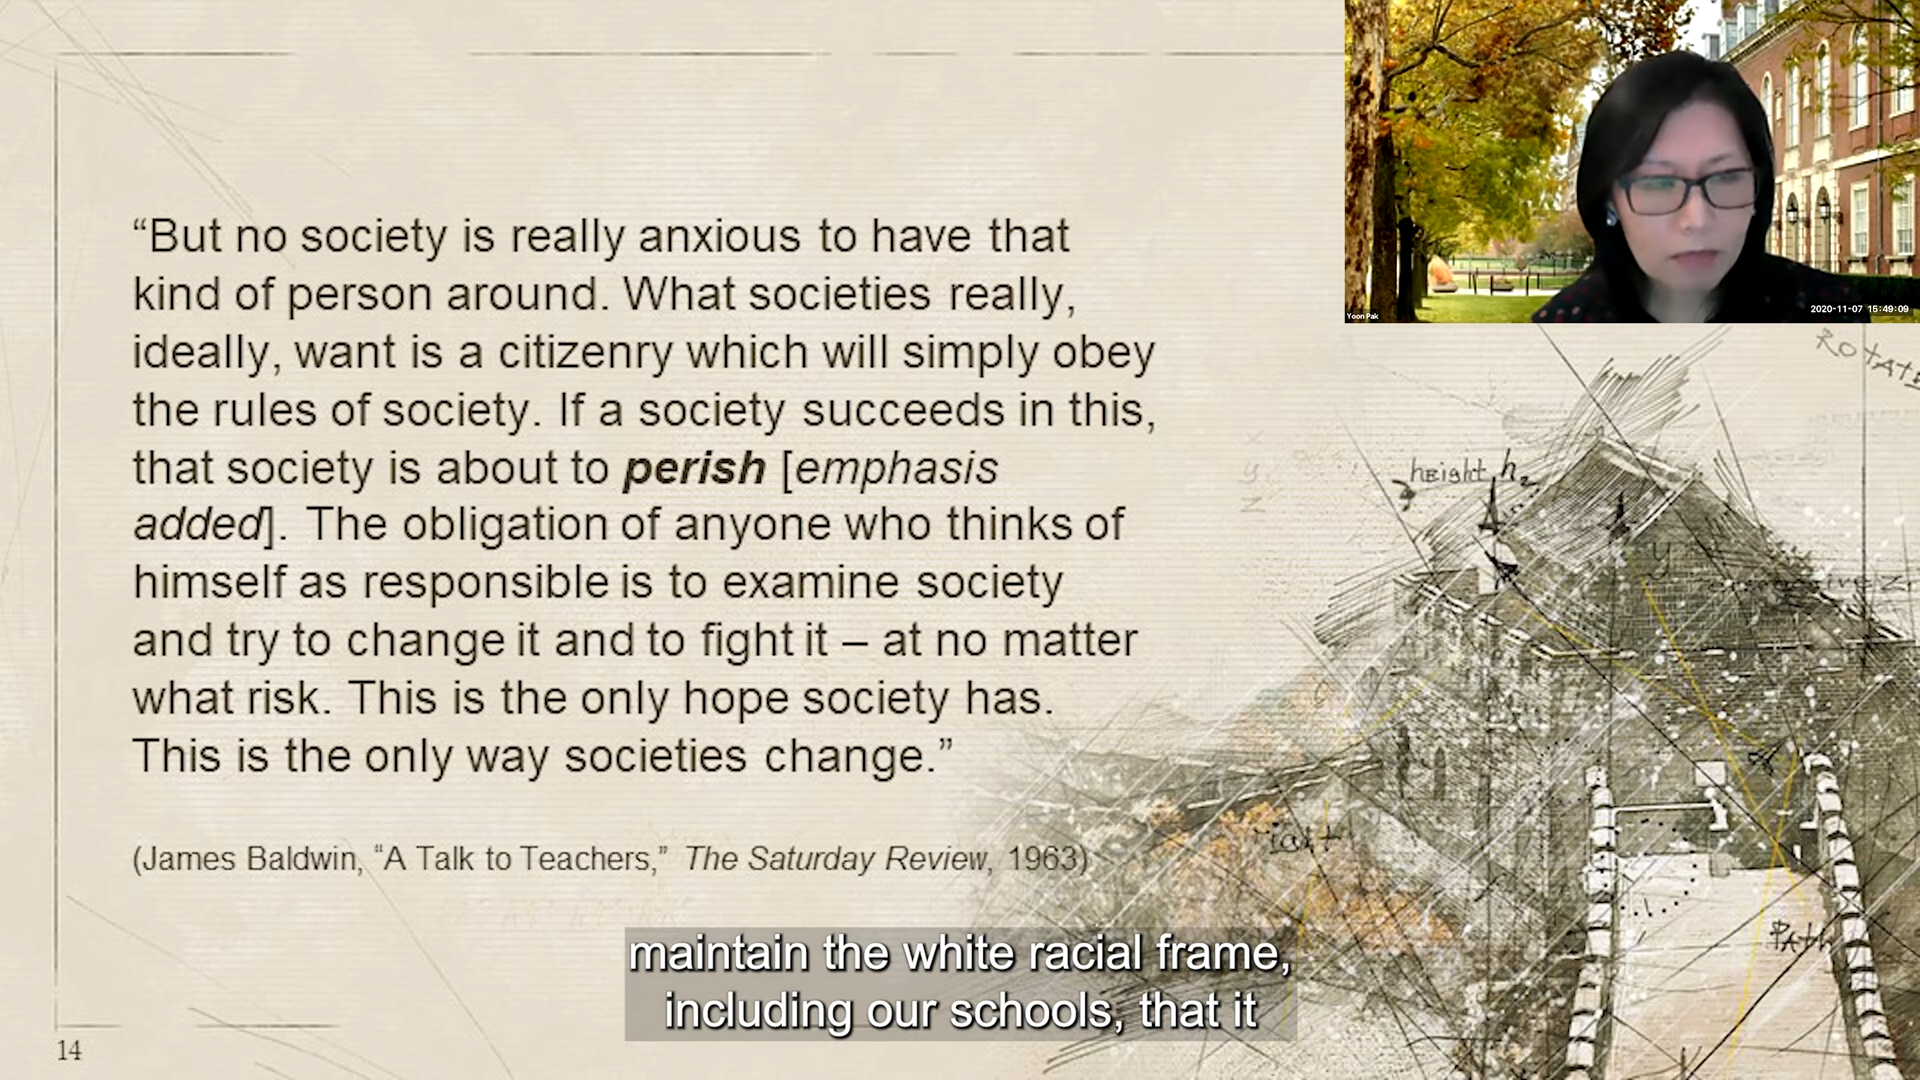 “But no society is really anxious to have that
kind of person around. What societies really,
ideally, want is a citizenry which will simply obey
the rules of society. If a society succeeds in this,
that society is about to perish [emphasis
added]. The obligation of anyone who thinks of
himself as responsible is to examine society
and try to change it and to fight it – at no matter
what risk. This is the only hope society has.
This is the only way societies change.”
(James Baldwin, “A Talk to Teachers,” The Saturday Review, 1963)
Yoon Pak
2020-11-07 15:49:09
height h₂
y
Path
maintain the white racial frame,
including our schools, that it
14